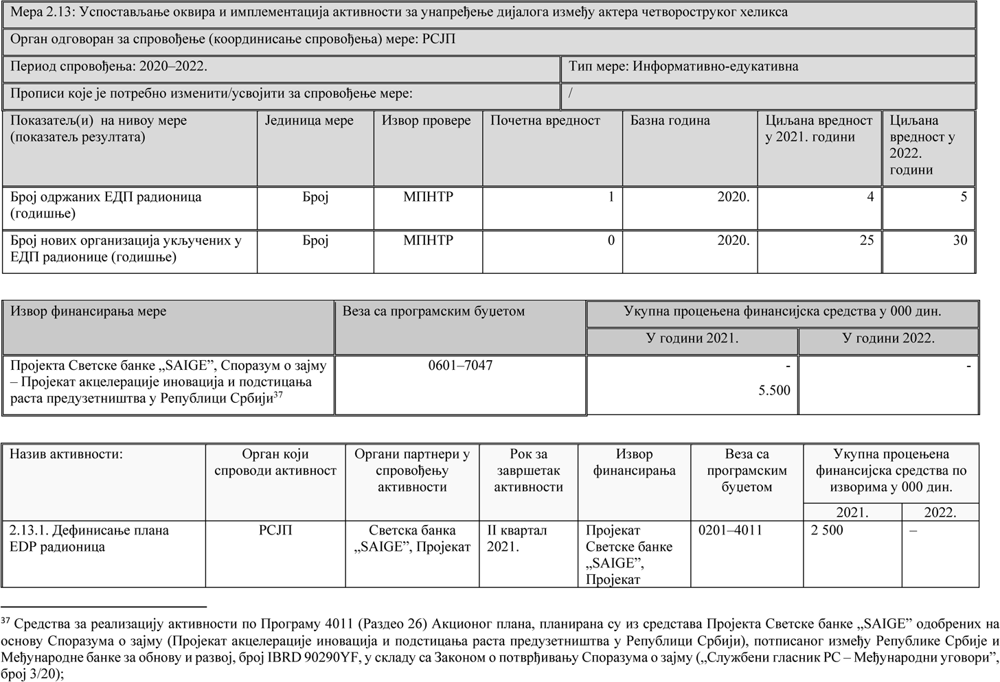 Мера 2.13: Успостављање оквира и имплементација активности за унапређење дијалога између актера четвороструког хеликса
Орган одговоран за спровођење (координисање спровођења) мере: РСЈП
Период спровођења: 2020–2022.
Тип мере: Информативно-едукативна
Прописи које је потребно изменити/усвојити за спровођење мере:
/
Показатељ(и) на нивоу мере
(показатељ резултата)
Јединица мере
Извор провере
Почетна вредност
Базна година
Циљана вредност
у 2021. години
Циљана
вредност у
2022.
години
Број одржаних ЕДП радионица
(годишње)
Број
МПНТР
1
2020.
4
5
Број нових организација укључених у
ЕДП радионице (годишње)
Број
МПНТР
0
2020.
25
30
Извор финансирања мере
Веза са програмским буџетом
Укупна процењена финансијска средства у 000 дин.
У години 2021.
У години 2022.
Пројекта Светске банке „SAIGE”, Споразум о зајму
– Пројекат акцелерације иновација и подстицања
раста предузетништва у Републици Србији37
0601–7047
-
5.500
-
Назив активности:
Орган који
спроводи активност
Органи партнери у
спровођењу
активности
Рок за
завршетак
активности
Извор
финансирања
Веза са
програмским
буџетом
Укупна процењена
финансијска средства по
изворима у 000 дин.
2021.
2022.
2.13.1. Дефинисање плана
EDP радионица
РСЈП
Светска банка
„SAIGE”, Пројекат
II квартал
2021.
Пројекат
Светске банке
„SAIGE”,
Пројекат
0201–4011
2 500
–
37 Средства за реализацију активности по Програму 4011 (Раздео 26) Акционог плана, планирана су из средстава Пројекта Светске банке „SAIGE” одобрених на
основу Споразума о зајму (Пројекат акцелерације иновација и подстицања раста предузетништва у Републици Србији), потписаног између Републике Србије и
Међународне банке за обнову и развој, број IBRD 90290YF, у складу са Законом о потврђивању Споразума о зајму („Службени гласник РС – Међународни уговори”,
број 3/20);